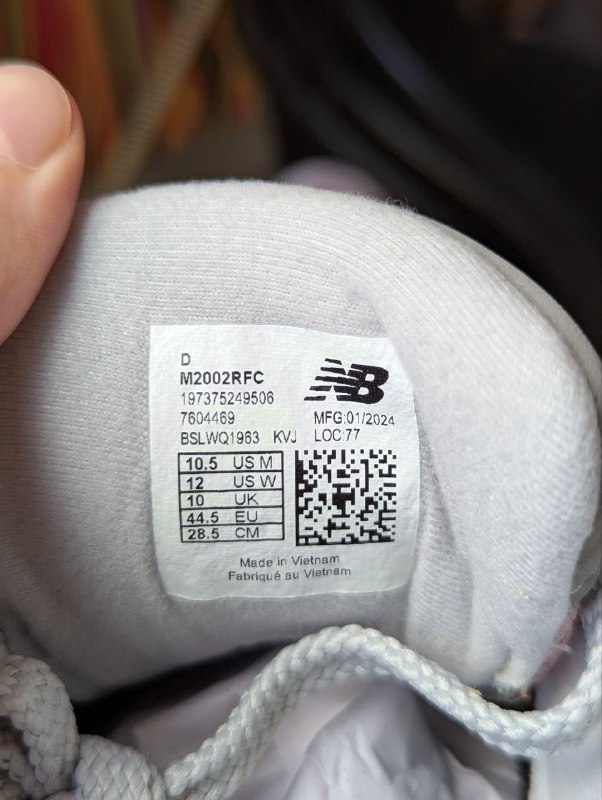 D
M2002RFC
197375249506
7604469
BSLWQ1963 KVJ
NB
MFG:01/2024
LOC:77
10.5 US M
12 US W
10 UK
44.5 EU
28.5 CM
Made in Vietnam
Fabriqué au Vietnam